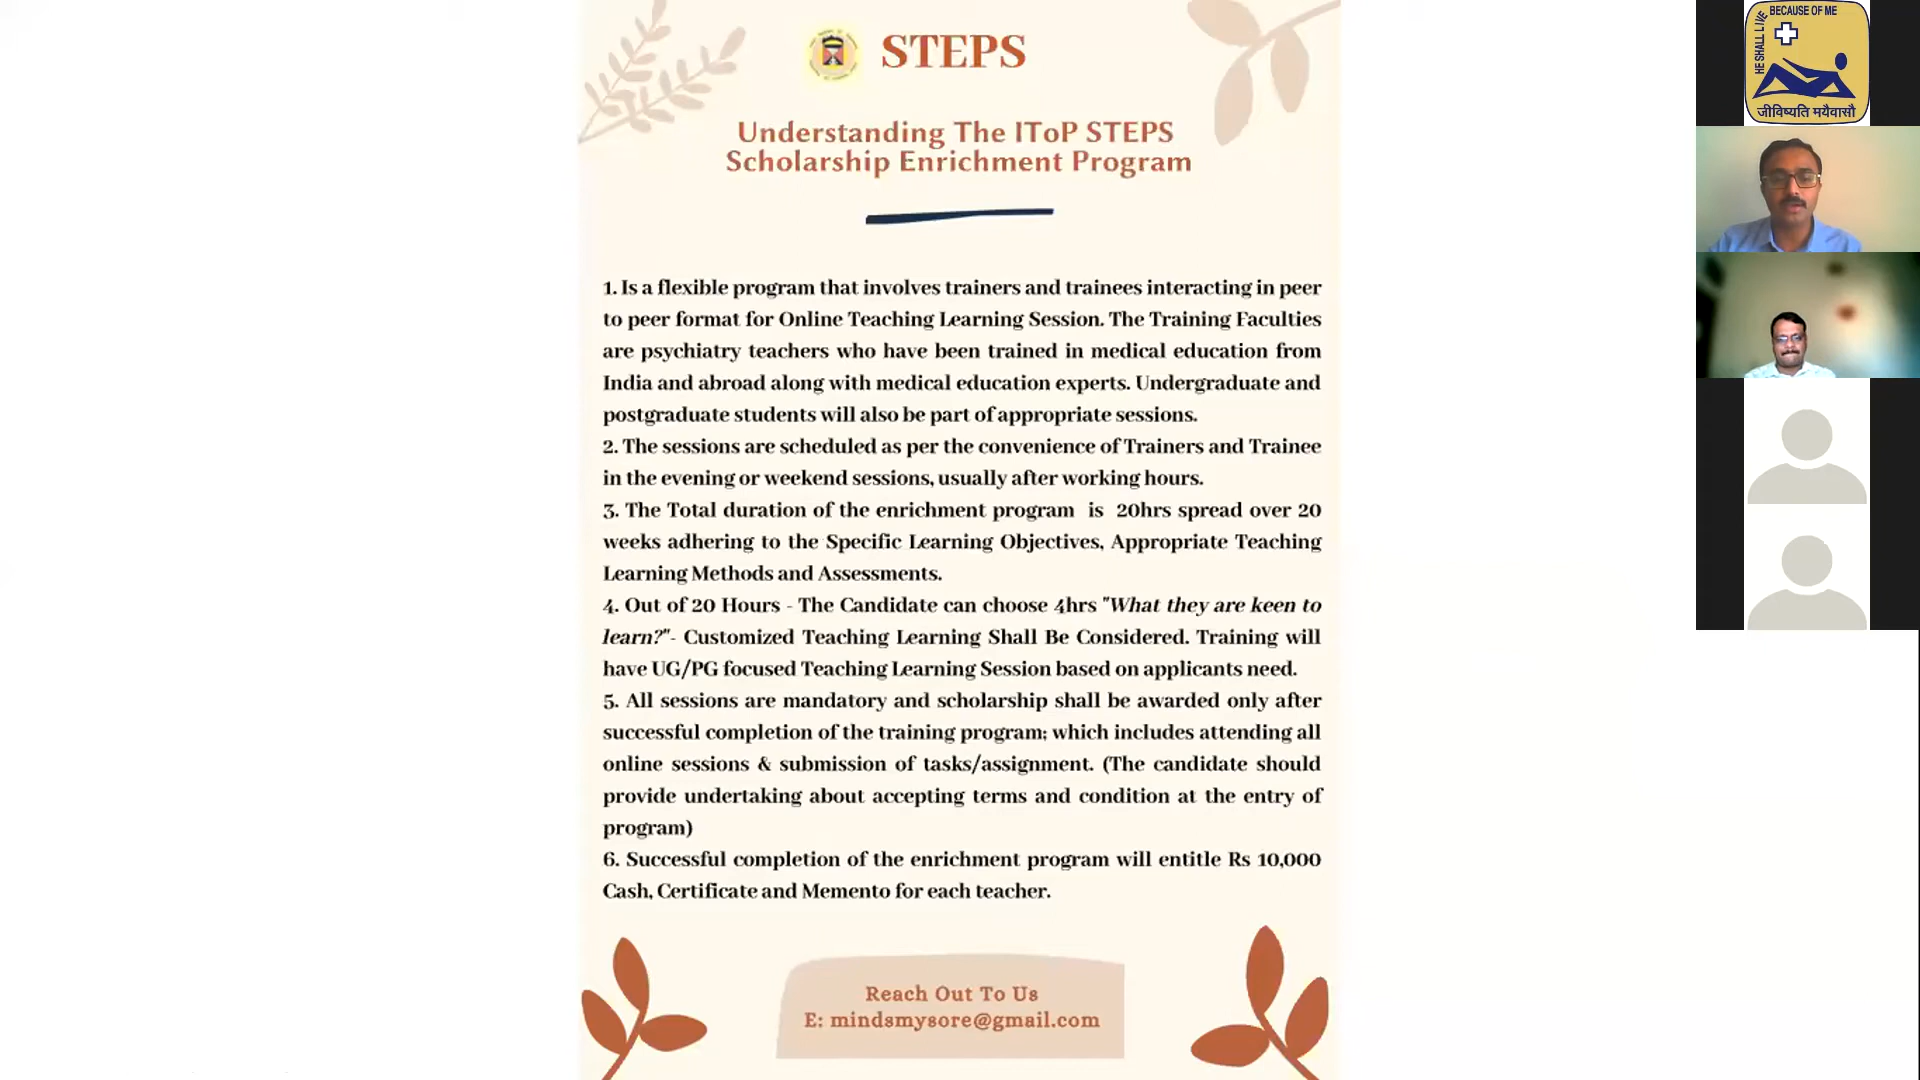 STEPS
Understanding The IToP STEPS
Scholarship Enrichment Program
1. Is a flexible program that involves trainers and trainees interacting in peer
to peer format for Online Teaching Learning Session. The Training Faculties
are psychiatry teachers who have been trained in medical education from
India and abroad along with medical education experts. Undergraduate and
postgraduate students will also be part of appropriate sessions.
2. The sessions are scheduled as per the convenience of Trainers and Trainee
in the evening or weekend sessions, usually after working hours.
3. The Total duration of the enrichment program is 20hrs spread over 20
weeks adhering to the Specific Learning Objectives, Appropriate Teaching
Learning Methods and Assessments.
4. Out of 20 Hours - The Candidate can choose 4hrs "What they are keen to
learn?"- Customized Teaching Learning Shall Be Considered. Training will
have UG/PG focused Teaching Learning Session based on applicants need.
5. All sessions are mandatory and scholarship shall be awarded only after
successful completion of the training program; which includes attending all
online sessions & submission of tasks/assignment. (The candidate should
provide undertaking about accepting terms and condition at the entry of
program)
6. Successful completion of the enrichment program will entitle Rs 10,000
Cash, Certificate and Memento for each teacher.
Reach Out To Us
E: mindsmysore@gmail.com
HE SHALL LIVE
BECAUSE OF ME
जीविष्यति मयैवासौ